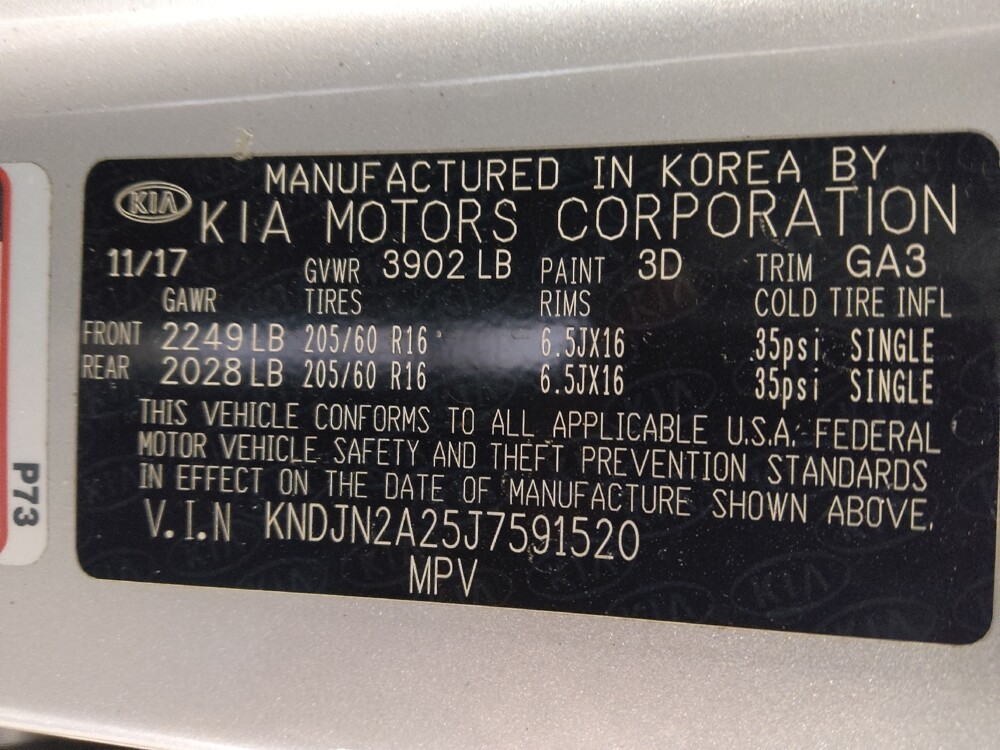 MANUFACTURED IN KOREA BY
KIA KIA MOTORS CORPORATION
11/17 GVWR 3902 LB PAINT 3D TRIM GA3
GAWR TIRES RIMS COLD TIRE INFL
FRONT 2249 LB 205/60 R16 6.5JX16 35psi SINGLE
REAR 2028 LB 205/60 R16 6.5JX16 35psi SINGLE
THIS VEHICLE CONFORMS TO ALL APPLICABLE U.S.A. FEDERAL
MOTOR VEHICLE SAFETY AND THEFT PREVENTION STANDARDS
IN EFFECT ON THE DATE OF MANUFACTURE SHOWN ABOVE.
V.I.N KNDJN2A25J7591520
MPV
P73